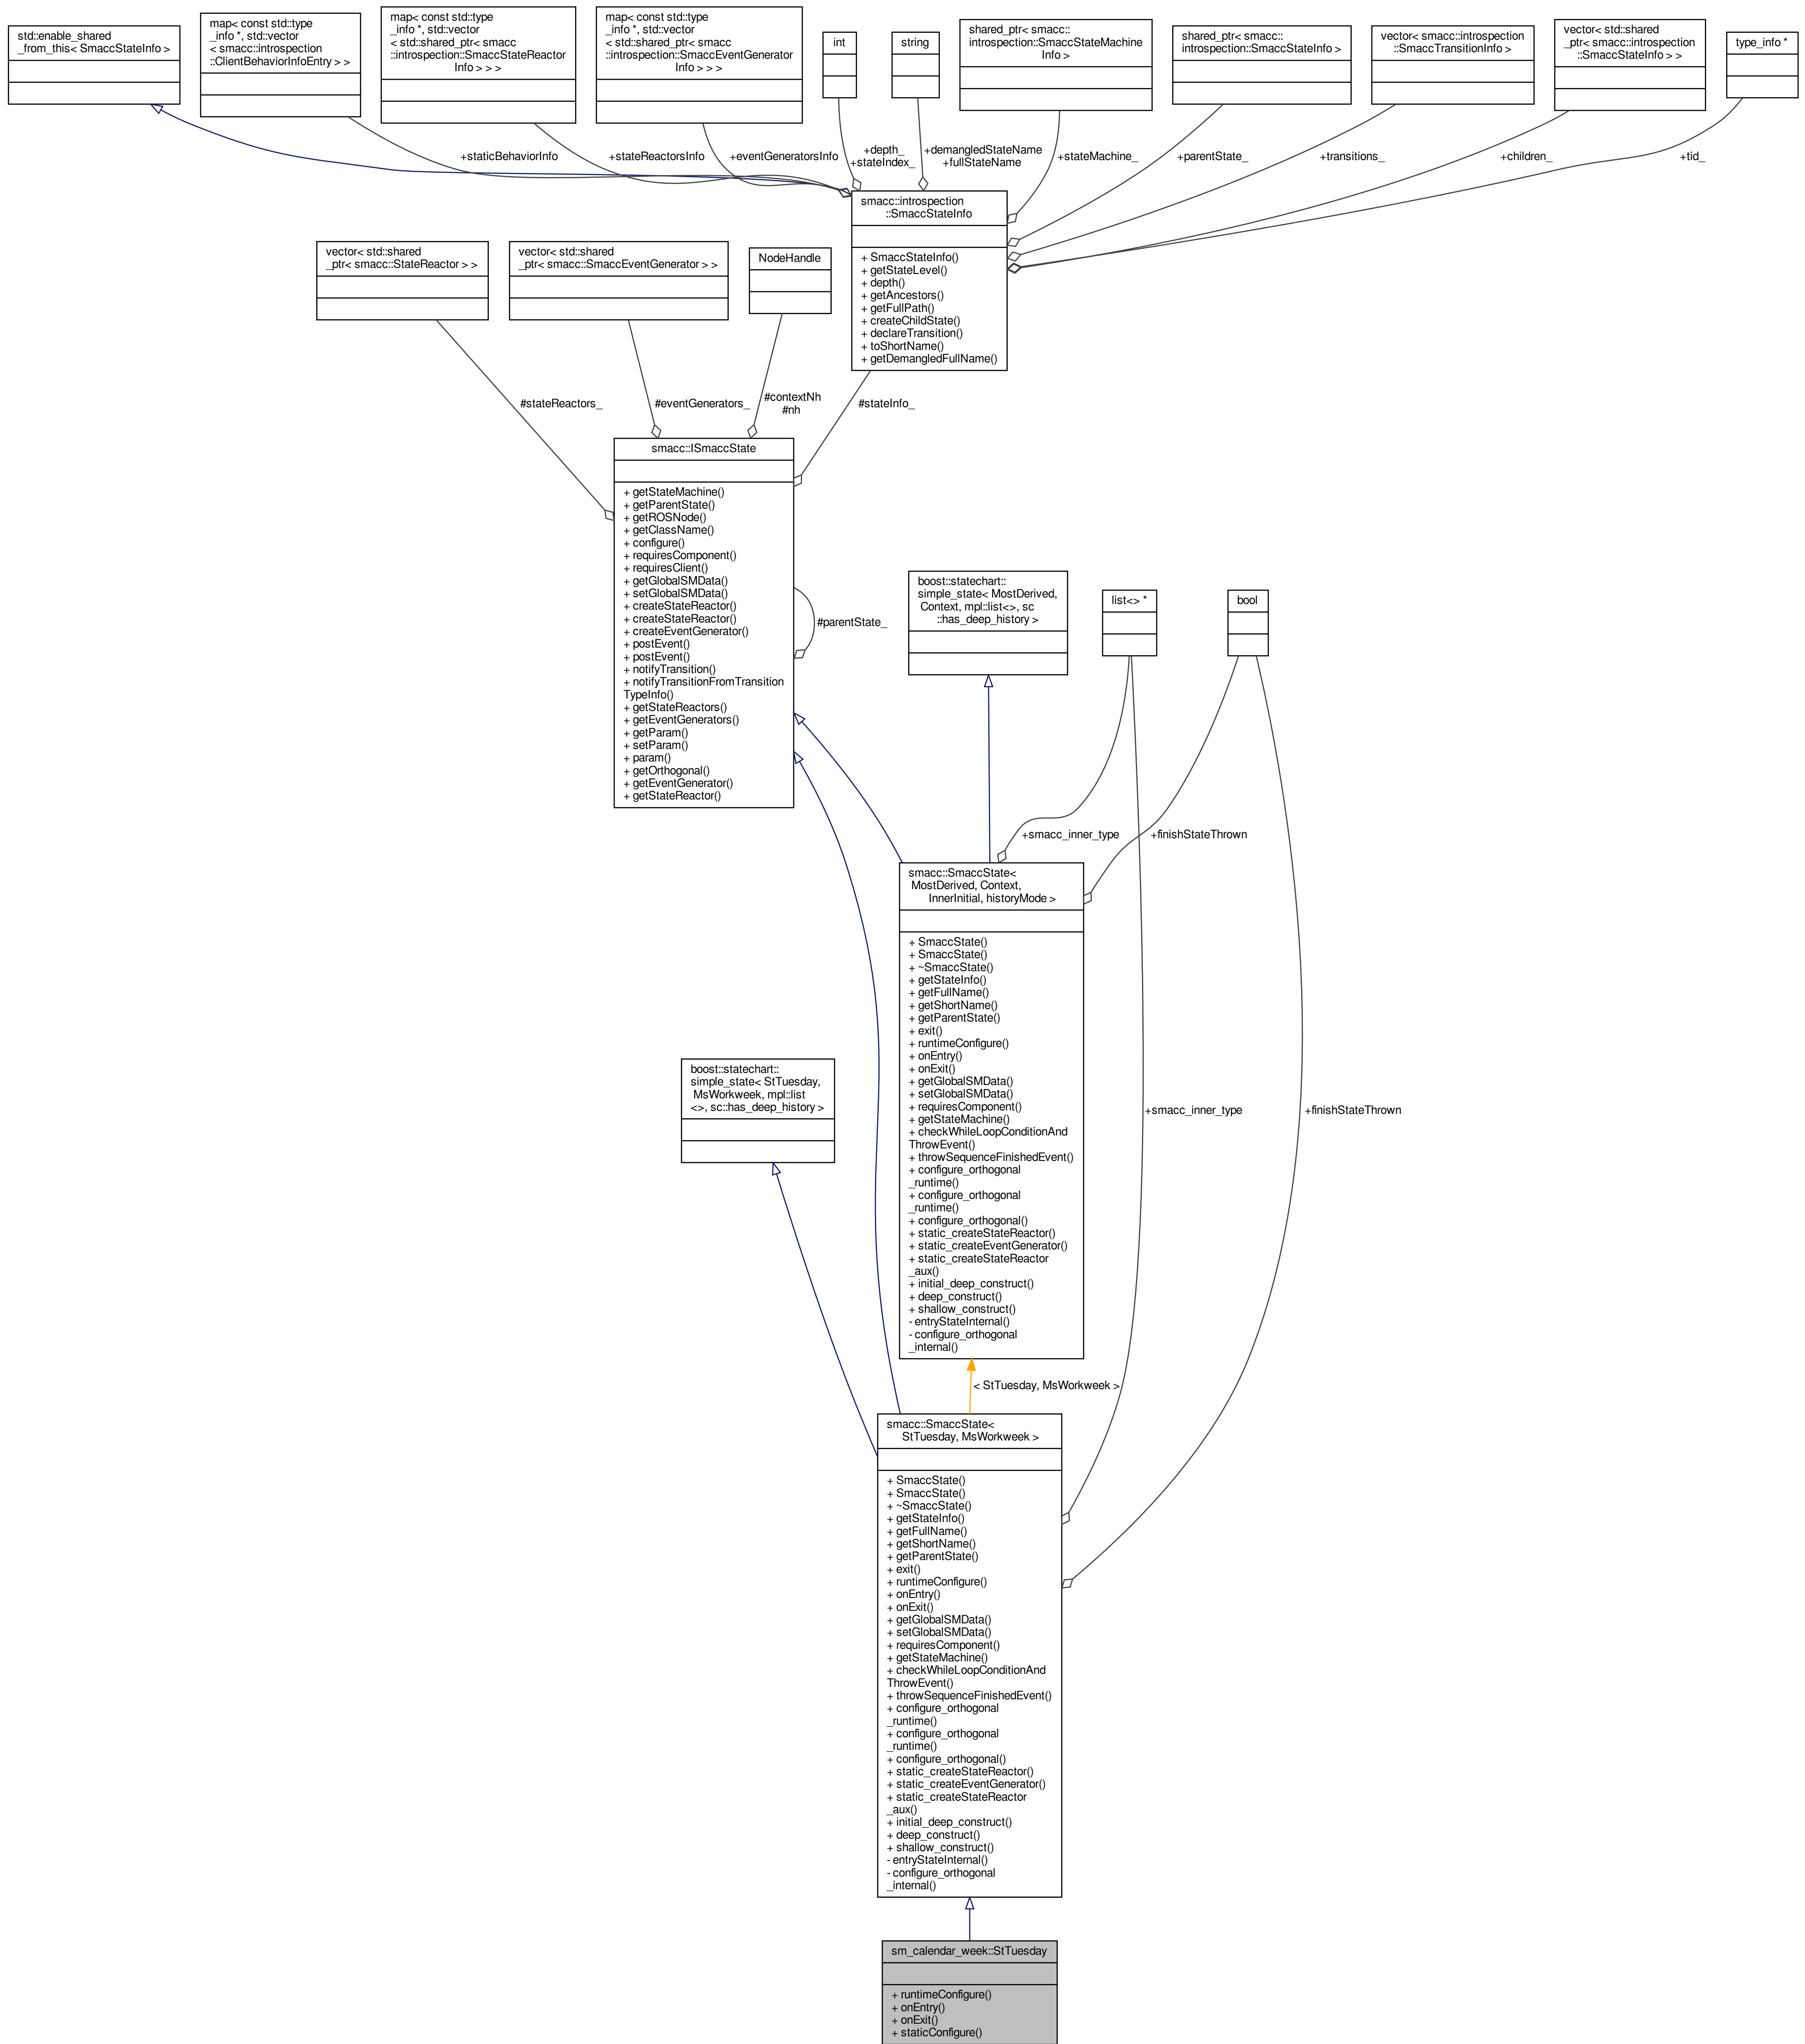 std::enable_shared
_from_this< SmaccStateInfo >
map< const std::type
_info *, std::vector
< smacc::introspection
::ClientBehaviorInfoEntry > >
map< const std::type
_info *, std::vector
< std::shared_ptr< smacc
::introspection::SmaccStateReactor
Info > > >
map< const std::type
_info *, std::vector
< std::shared_ptr< smacc
::introspection::SmaccEventGenerator
Info > > >
int
string
shared_ptr< smacc::
introspection::SmaccStateMachine
Info >
shared_ptr< smacc::
introspection::SmaccStateInfo >
vector< smacc::introspection
::SmaccTransitionInfo >
vector< std::shared
_ptr< smacc::introspection
::SmaccStateInfo > >
type_info *
+staticBehaviorInfo
+stateReactorsInfo
+eventGeneratorsInfo
+depth_
+stateIndex_
+demangledStateName
+fullStateName
+stateMachine_
+parentState_
+transitions_
+children_
+tid_
smacc::introspection
::SmaccStateInfo
+ SmaccStateInfo()
+ getStateLevel()
+ depth()
+ getAncestors()
+ getFullPath()
+ createChildState()
+ declareTransition()
+ toShortName()
+ getDemangledFullName()
vector< std::shared
_ptr< smacc::StateReactor > >
vector< std::shared
_ptr< smacc::SmaccEventGenerator > >
NodeHandle
#stateReactors_
#eventGenerators_
#contextNh
#nh
#stateInfo_
smacc::ISmaccState
+ getStateMachine()
+ getParentState()
+ getROSNode()
+ getClassName()
+ configure()
+ requiresComponent()
+ requiresClient()
+ getGlobalSMData()
+ setGlobalSMData()
+ createStateReactor()
+ createStateReactor()
+ createEventGenerator()
+ postEvent()
+ postEvent()
+ notifyTransition()
+ notifyTransitionFromTransition
TypeInfo()
+ getStateReactors()
+ getEventGenerators()
+ getParam()
+ setParam()
+ param()
+ getOrthogonal()
+ getEventGenerator()
+ getStateReactor()
#parentState_
boost::statechart::
simple_state< MostDerived,
Context, mpl::list<>, sc
::has_deep_history >
list<> *
bool
+smacc_inner_type
+finishStateThrown
smacc::SmaccState<
MostDerived, Context,
InnerInitial, historyMode >
+ SmaccState()
+ SmaccState()
+ ~SmaccState()
+ getStateInfo()
+ getFullName()
+ getShortName()
+ getParentState()
+ exit()
+ runtimeConfigure()
+ onEntry()
+ onExit()
+ getGlobalSMData()
+ setGlobalSMData()
+ requiresComponent()
+ getStateMachine()
+ checkWhileLoopConditionAnd
ThrowEvent()
+ throwSequenceFinishedEvent()
+ configure_orthogonal
_runtime()
+ configure_orthogonal
_runtime()
+ configure_orthogonal()
+ static_createStateReactor()
+ static_createEventGenerator()
+ static_createStateReactor
_aux()
+ initial_deep_construct()
+ deep_construct()
+ shallow_construct()
- entryStateInternal()
- configure_orthogonal
_internal()
boost::statechart::
simple_state< StTuesday,
MsWorkweek, mpl::list
<>, sc::has_deep_history >
+smacc_inner_type
+finishStateThrown
< StTuesday, MsWorkweek >
smacc::SmaccState<
StTuesday, MsWorkweek >
+ SmaccState()
+ SmaccState()
+ ~SmaccState()
+ getStateInfo()
+ getFullName()
+ getShortName()
+ getParentState()
+ exit()
+ runtimeConfigure()
+ onEntry()
+ onExit()
+ getGlobalSMData()
+ setGlobalSMData()
+ requiresComponent()
+ getStateMachine()
+ checkWhileLoopConditionAnd
ThrowEvent()
+ throwSequenceFinishedEvent()
+ configure_orthogonal
_runtime()
+ configure_orthogonal
_runtime()
+ configure_orthogonal()
+ static_createStateReactor()
+ static_createEventGenerator()
+ static_createStateReactor
_aux()
+ initial_deep_construct()
+ deep_construct()
+ shallow_construct()
- entryStateInternal()
- configure_orthogonal
_internal()
sm_calendar_week::StTuesday
+ runtimeConfigure()
+ onEntry()
+ onExit()
+ staticConfigure()